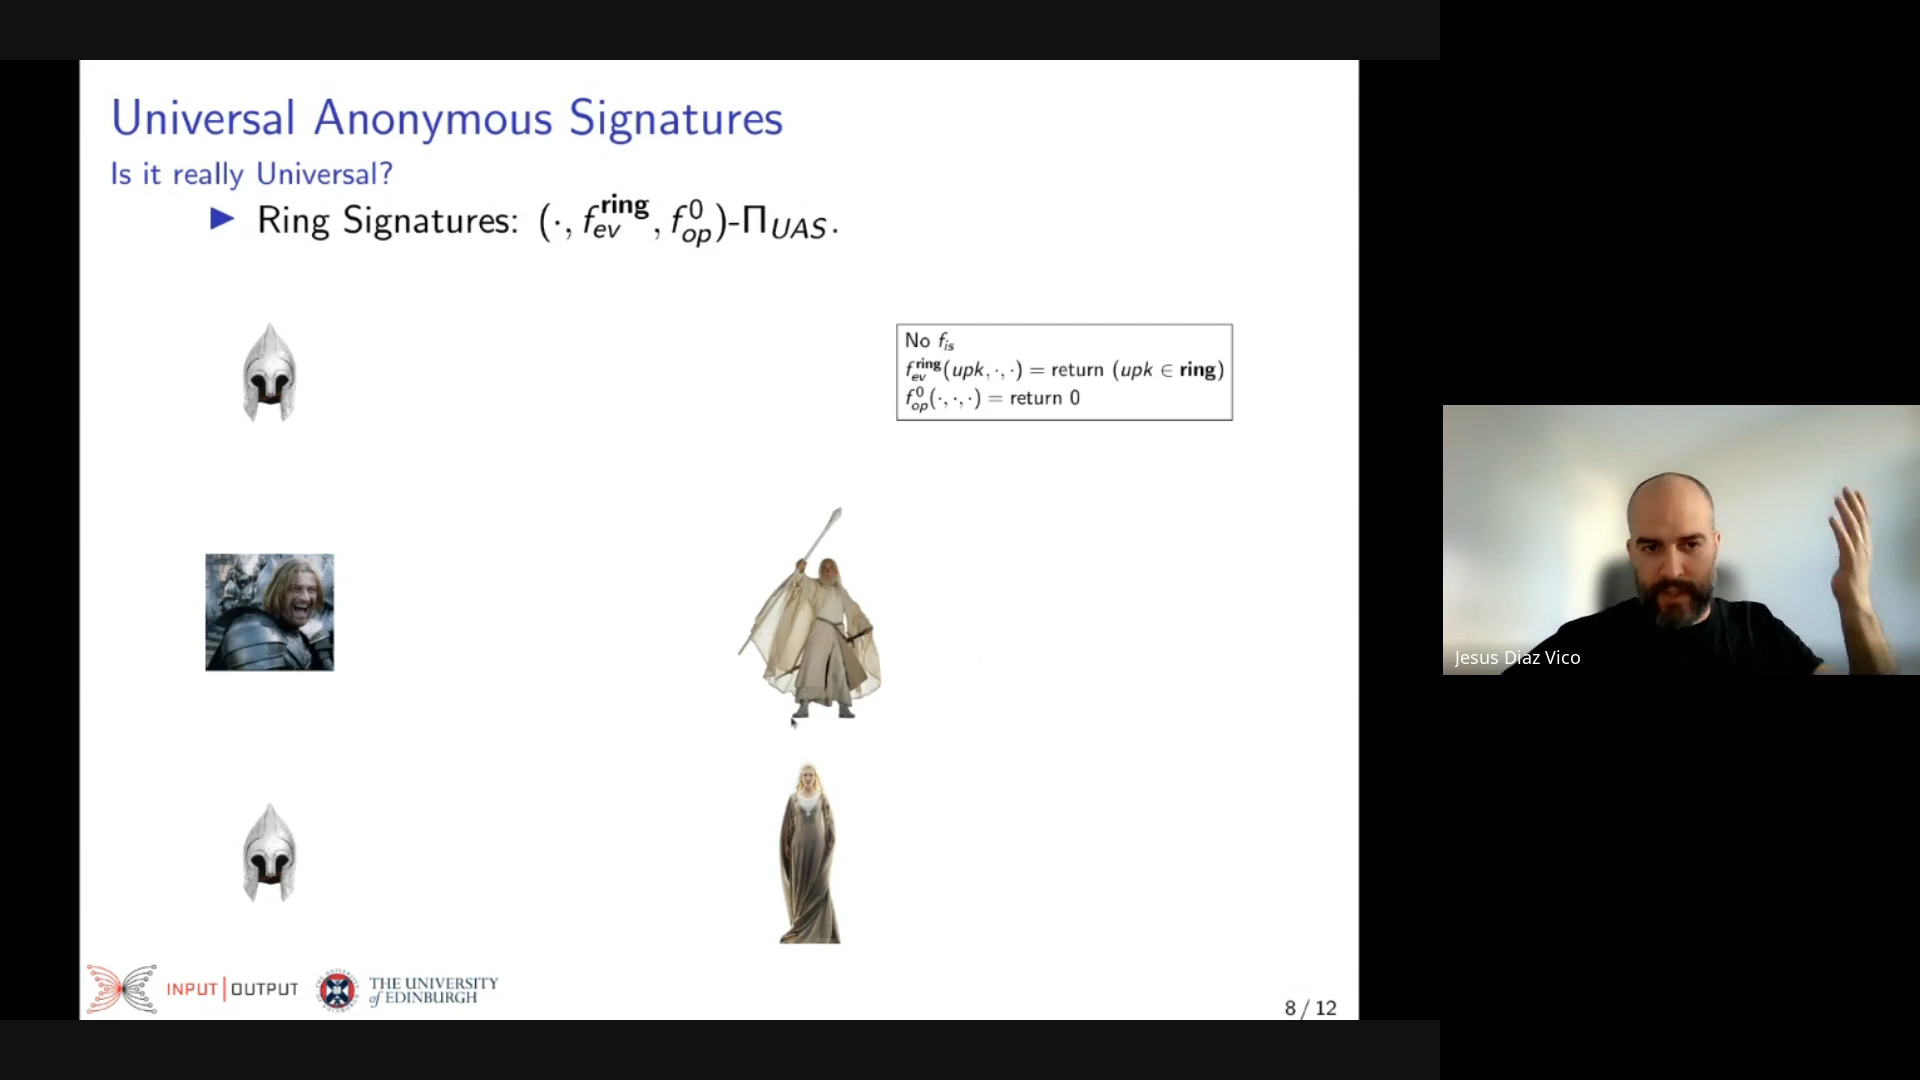 Universal Anonymous Signatures
Is it really Universal?
▶ Ring Signatures: (·, f_ev^ring, f_op^0)-Π_UAS.
No f_is
f_ev^ring(upk, ·, ·) = return (upk ∈ ring)
f_op^0(·, ·, ·) = return 0
Jesus Diaz Vico
INPUT|OUTPUT
THE UNIVERSITY
of EDINBURGH
8 / 12